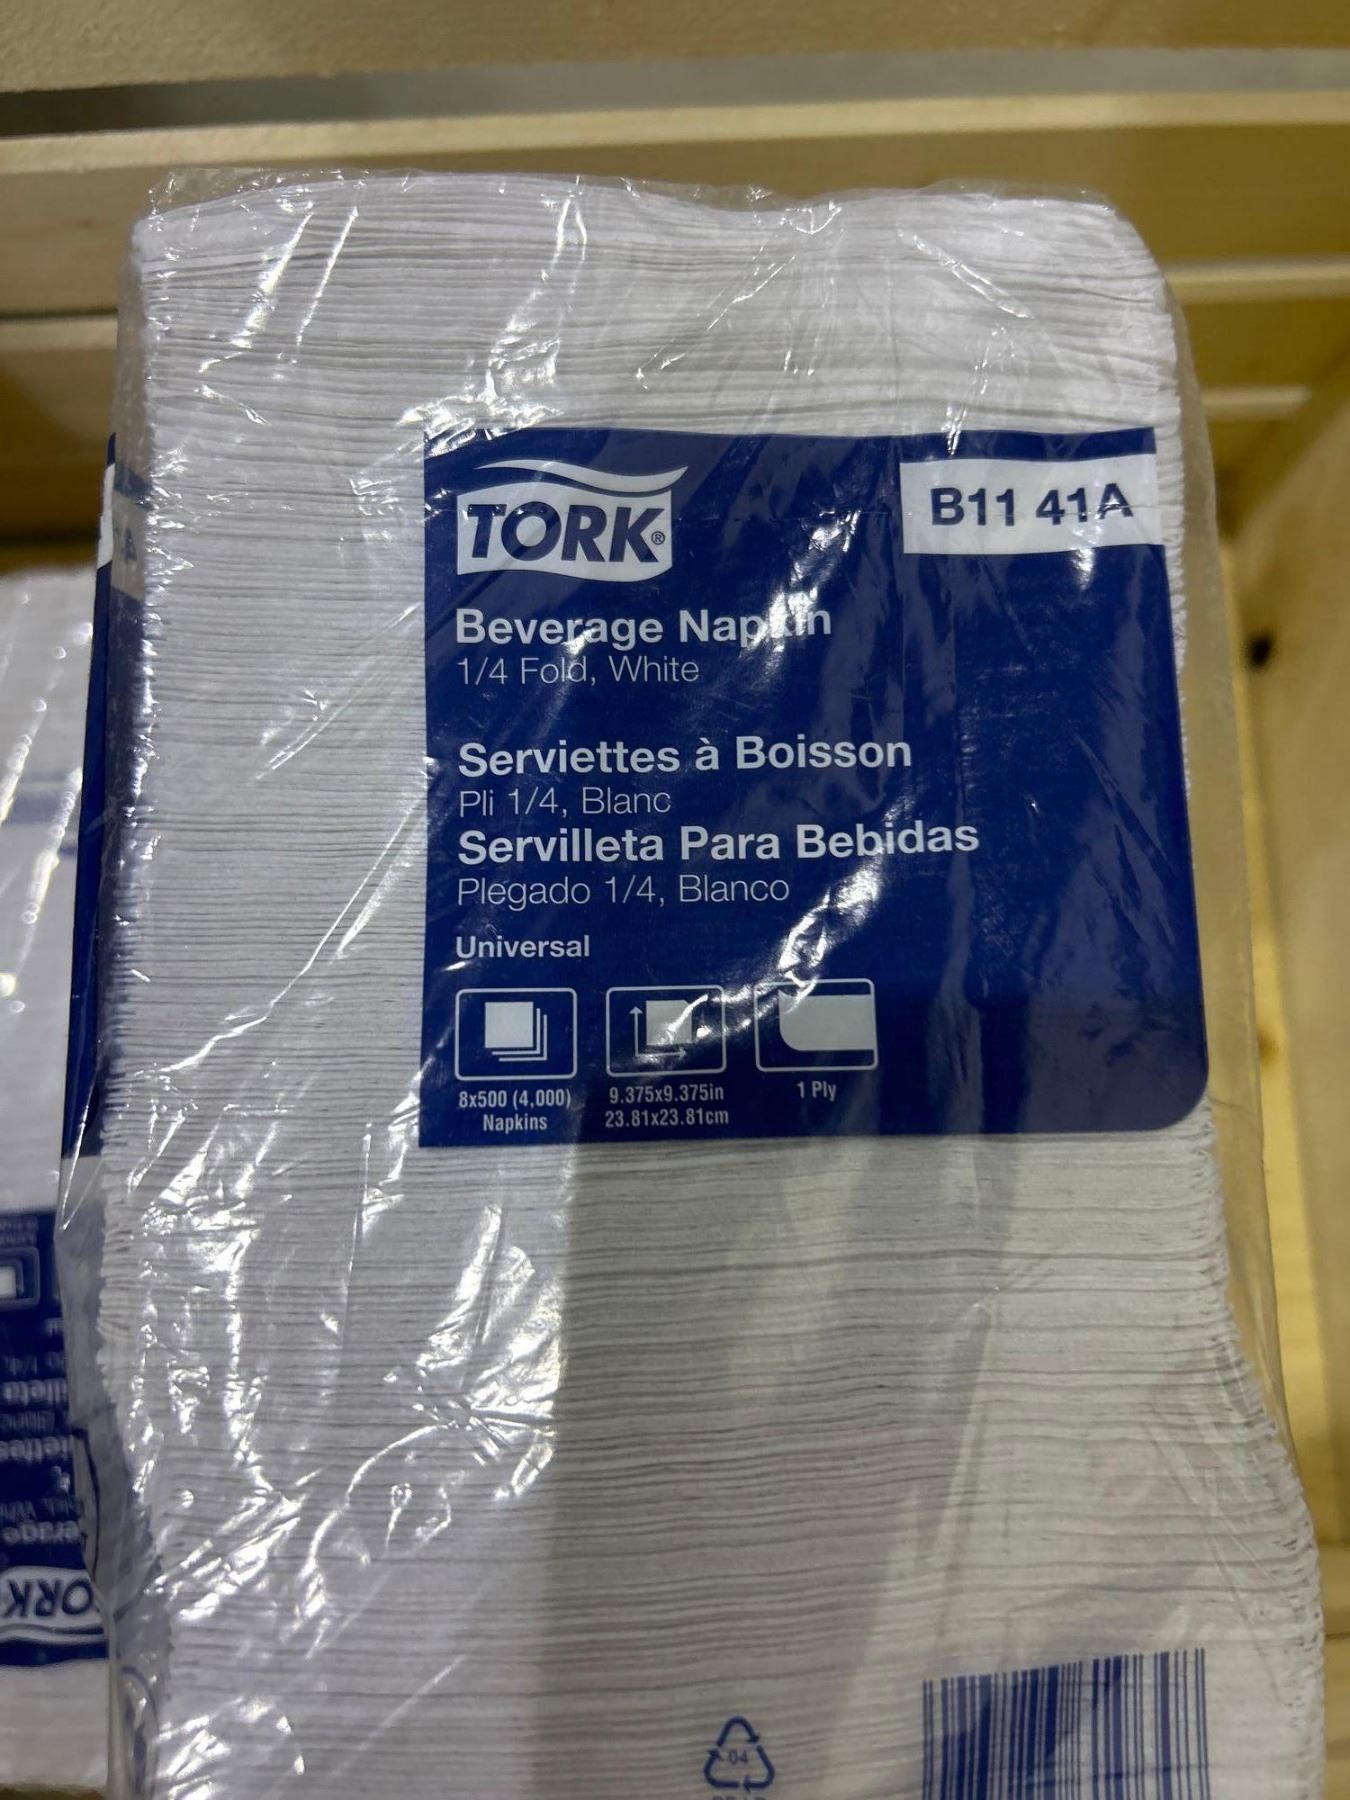 TORK®
B11 41A
Beverage Napkin
1/4 Fold, White
Serviettes à Boisson
Pli 1/4, Blanc
Servilleta Para Bebidas
Plegado 1/4, Blanco
Universal
8x500 (4,000)
Napkins
9.375x9.375in
23.81x23.81cm
1 Ply
04
TORK